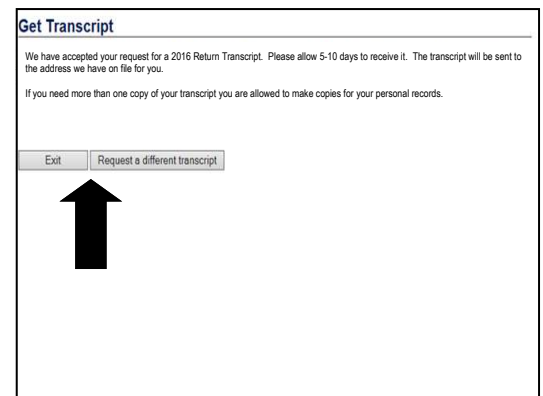 Get Transcript
We have accepted your request for a 2016 Return Transcript. Please allow 5-10 days to receive it. The transcript will be sent to
the address we have on file for you.
If you need more than one copy of your transcript you are allowed to make copies for your personal records.
Exit Request a different transcript